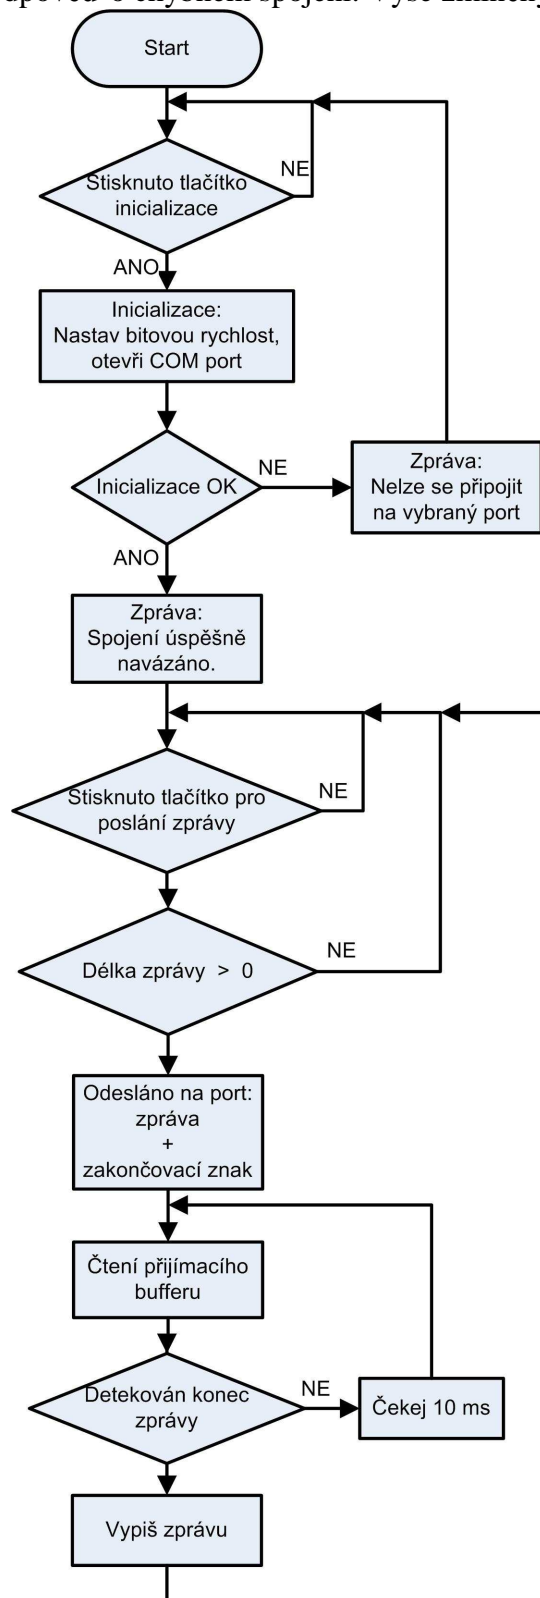 Start
Stisknuto tlačítko
inicializace
NE
ANO
Inicializace:
Nastav bitovou rychlost,
otevři COM port
Inicializace OK
NE
Zpráva:
Nelze se připojit
na vybraný port
ANO
Zpráva:
Spojení úspěšně
navázáno.
Stisknuto tlačítko pro
poslání zprávy
NE
Délka zprávy > 0
NE
Odesláno na port:
zpráva
+
zakončovací znak
Čtení přijímacího
bufferu
Detekován konec
zprávy
NE
Čekej 10 ms
Vypiš zprávu